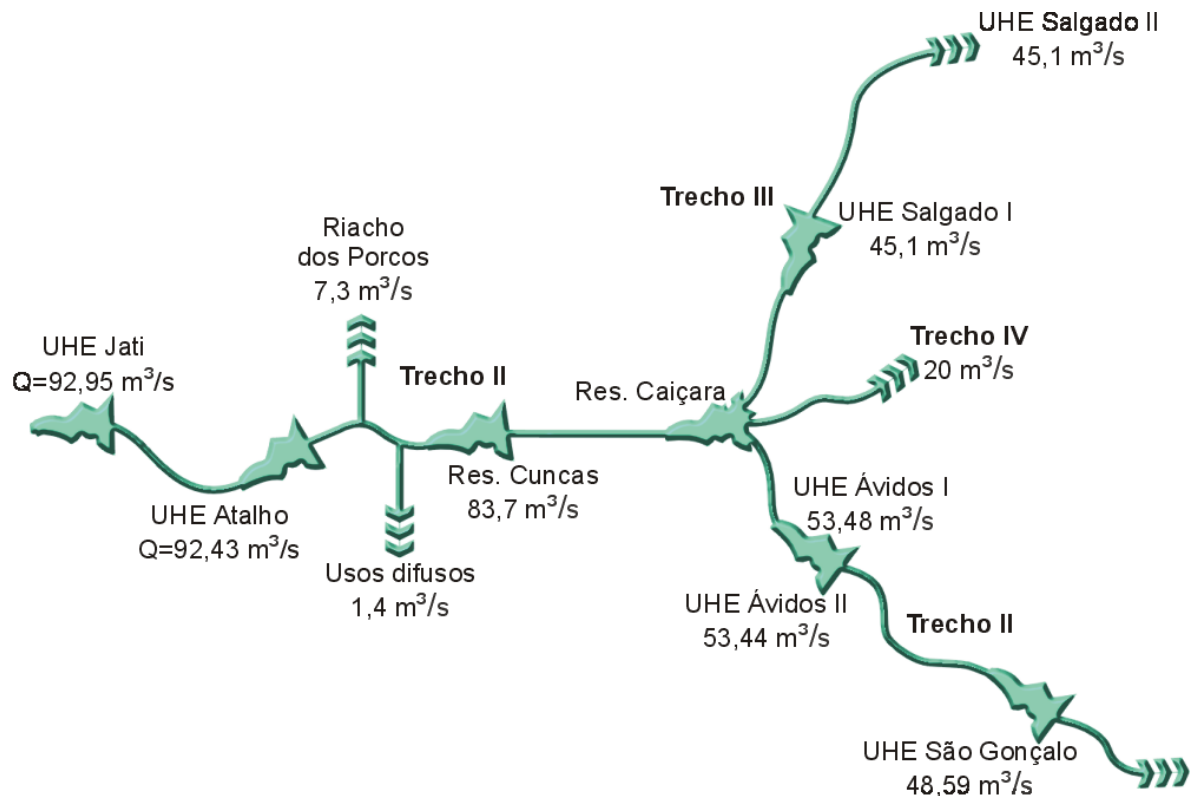 UHE Salgado II
45,1 m³/s
Trecho III
UHE Salgado I
45,1 m³/s
Riacho
dos Porcos
7,3 m³/s
UHE Jati
Q=92,95 m³/s
Trecho II
Res. Caiçara
Trecho IV
20 m³/s
UHE Atalho
Q=92,43 m³/s
Res. Cuncas
83,7 m³/s
Usos difusos
1,4 m³/s
UHE Ávidos I
53,48 m³/s
UHE Ávidos II
53,44 m³/s
Trecho II
UHE São Gonçalo
48,59 m³/s